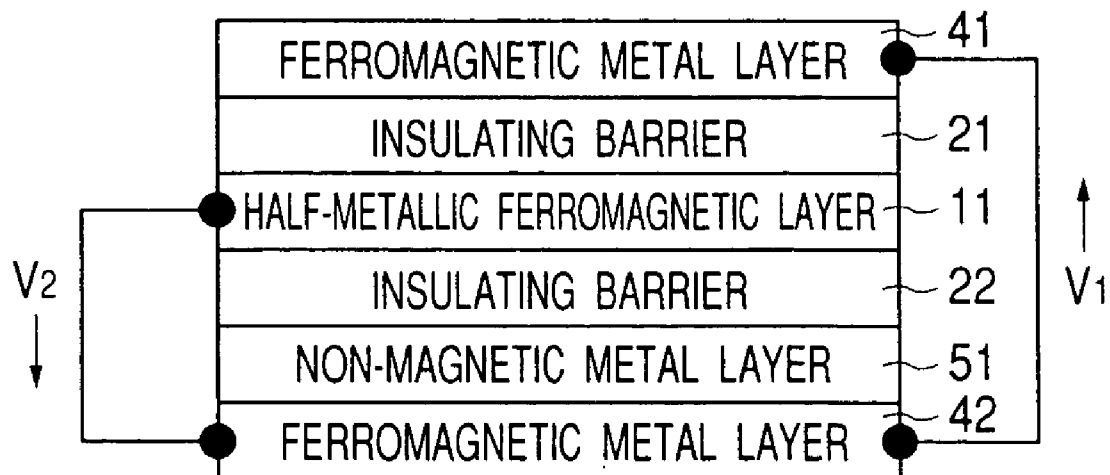 FERROMAGNETIC METAL LAYER 41
INSULATING BARRIER 21
HALF-METALLIC FERROMAGNETIC LAYER 11
V2
INSULATING BARRIER 22
V1
NON-MAGNETIC METAL LAYER 51
FERROMAGNETIC METAL LAYER 42